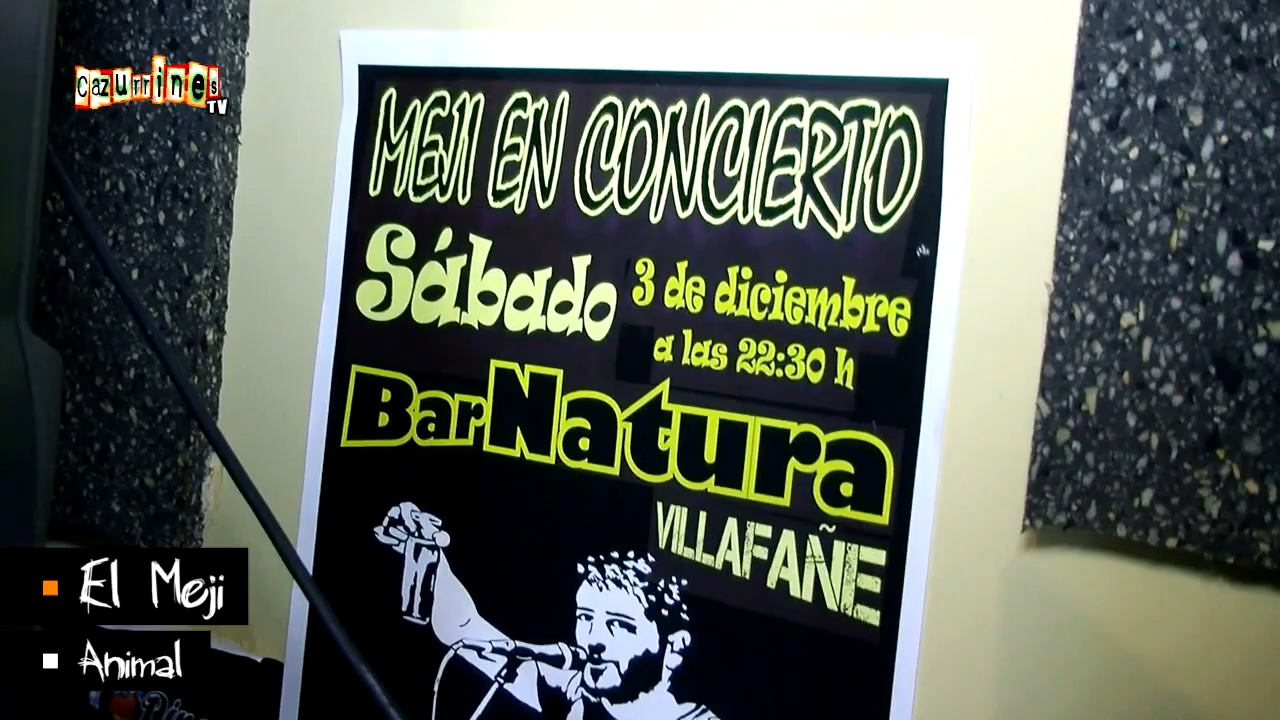 cazurrines
TV
MEJI EN CONCIERTO
Sábado
3 de diciembre
a las 22:30 h
BarNatura
VILLAFAÑE
El Meji
Animal